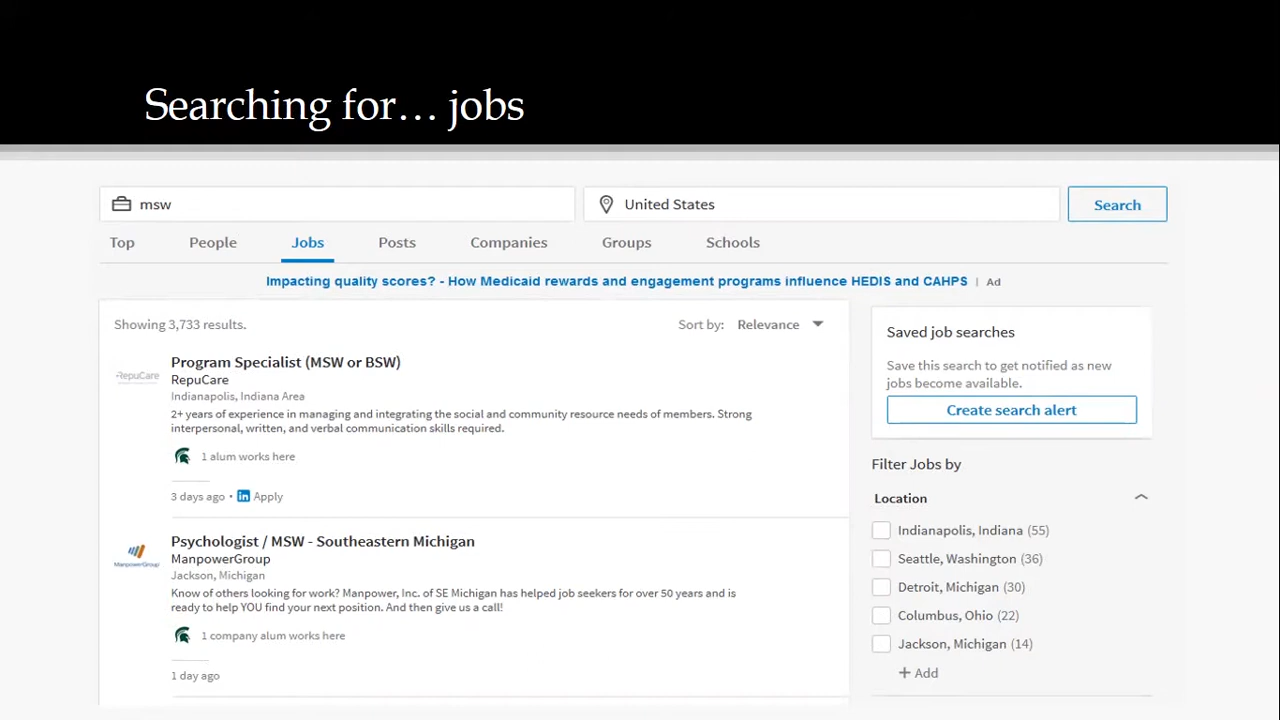 Searching for… jobs
msw
United States
Search
Top
People
Jobs
Posts
Companies
Groups
Schools
Impacting quality scores? - How Medicaid rewards and engagement programs influence HEDIS and CAHPS | Ad
Showing 3,733 results.
Sort by: Relevance
RepuCare
Program Specialist (MSW or BSW)
RepuCare
Indianapolis, Indiana Area
2+ years of experience in managing and integrating the social and community resource needs of members. Strong
interpersonal, written, and verbal communication skills required.
1 alum works here
3 days ago • in Apply
ManpowerGroup
Psychologist / MSW - Southeastern Michigan
ManpowerGroup
Jackson, Michigan
Know of others looking for work? Manpower, Inc. of SE Michigan has helped job seekers for over 50 years and is
ready to help YOU find your next position. And then give us a call!
1 company alum works here
1 day ago
Saved job searches
Save this search to get notified as new
jobs become available.
Create search alert
Filter Jobs by
Location
Indianapolis, Indiana (55)
Seattle, Washington (36)
Detroit, Michigan (30)
Columbus, Ohio (22)
Jackson, Michigan (14)
+ Add